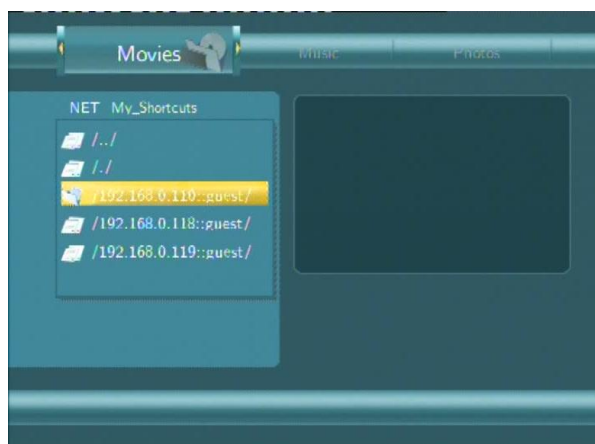 Movies Music Photos
NET My_Shortcuts
/../
/./
/192.168.0.110::guest/
/192.168.0.118::guest/
/192.168.0.119::guest/